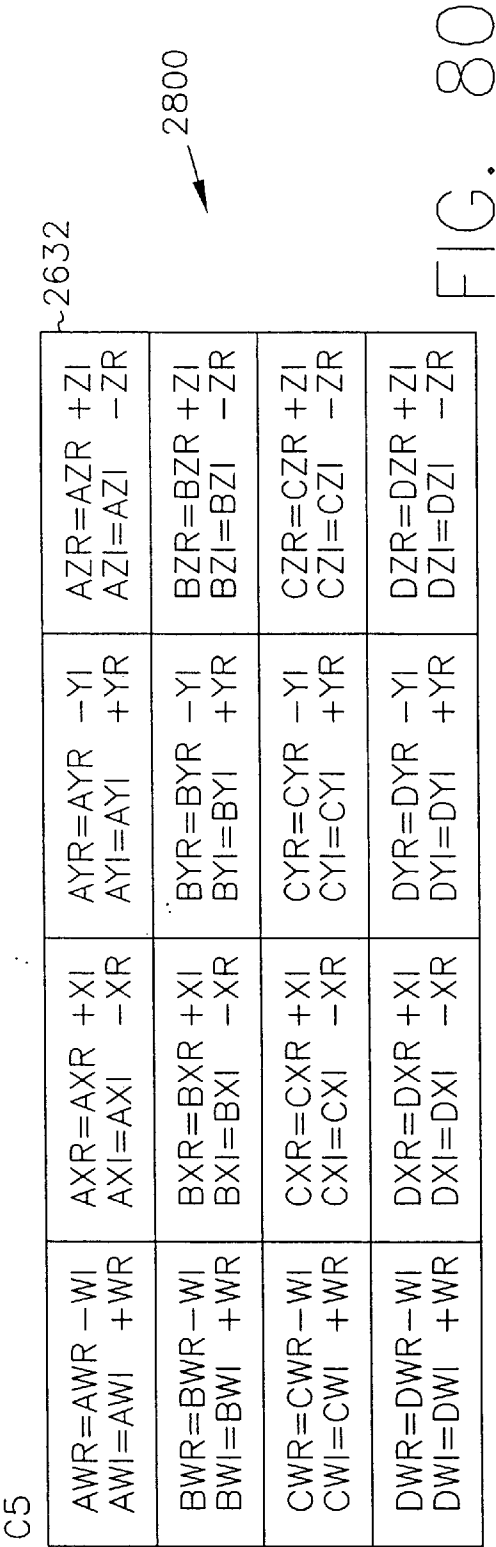 C5
2632
AWR=AWR-WI AXR=AXR +XI AYR=AYR -YI AZR=AZR +ZI
AWI=AWI +WR AXI=AXI -XR AYI=AYI +YR AZI=AZI -ZR
BWR=BWR-WI BXR=BXR +XI BYR=BYR -YI BZR=BZR +ZI
BWI=BWI +WR BXI=BXI -XR BYI=BYI +YR BZI=BZI -ZR
CWR=CWR-WI CXR=CXR +XI CYR=CYR -YI CZR=CZR +ZI
CWI=CWI +WR CXI=CXI -XR CYI=CYI +YR CZI=CZI -ZR
DWR=DWR-WI DXR=DXR +XI DYR=DYR -YI DZR=DZR +ZI
DWI=DWI +WR DXI=DXI -XR DYI=DYI +YR DZI=DZI -ZR
2800
FIG. 80